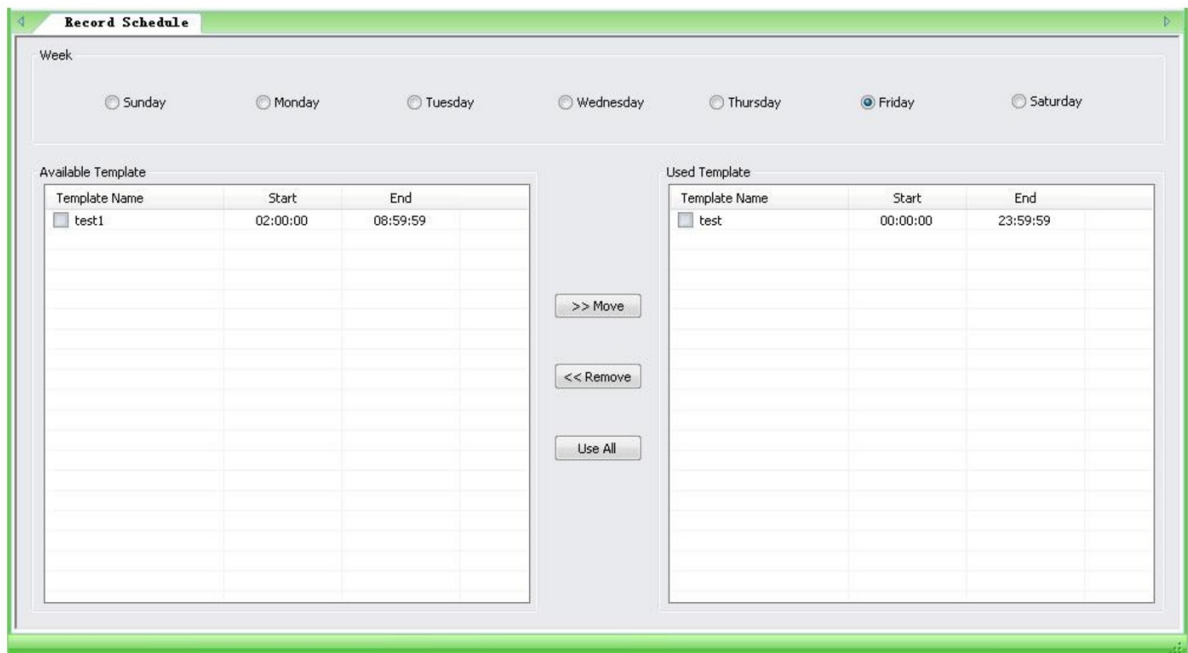 Record Schedule
Week
Sunday Monday Tuesday Wednesday Thursday Friday Saturday
Available Template
Template Name Start End
test1 02:00:00 08:59:59
>> Move
<< Remove
Use All
Used Template
Template Name Start End
test 00:00:00 23:59:59